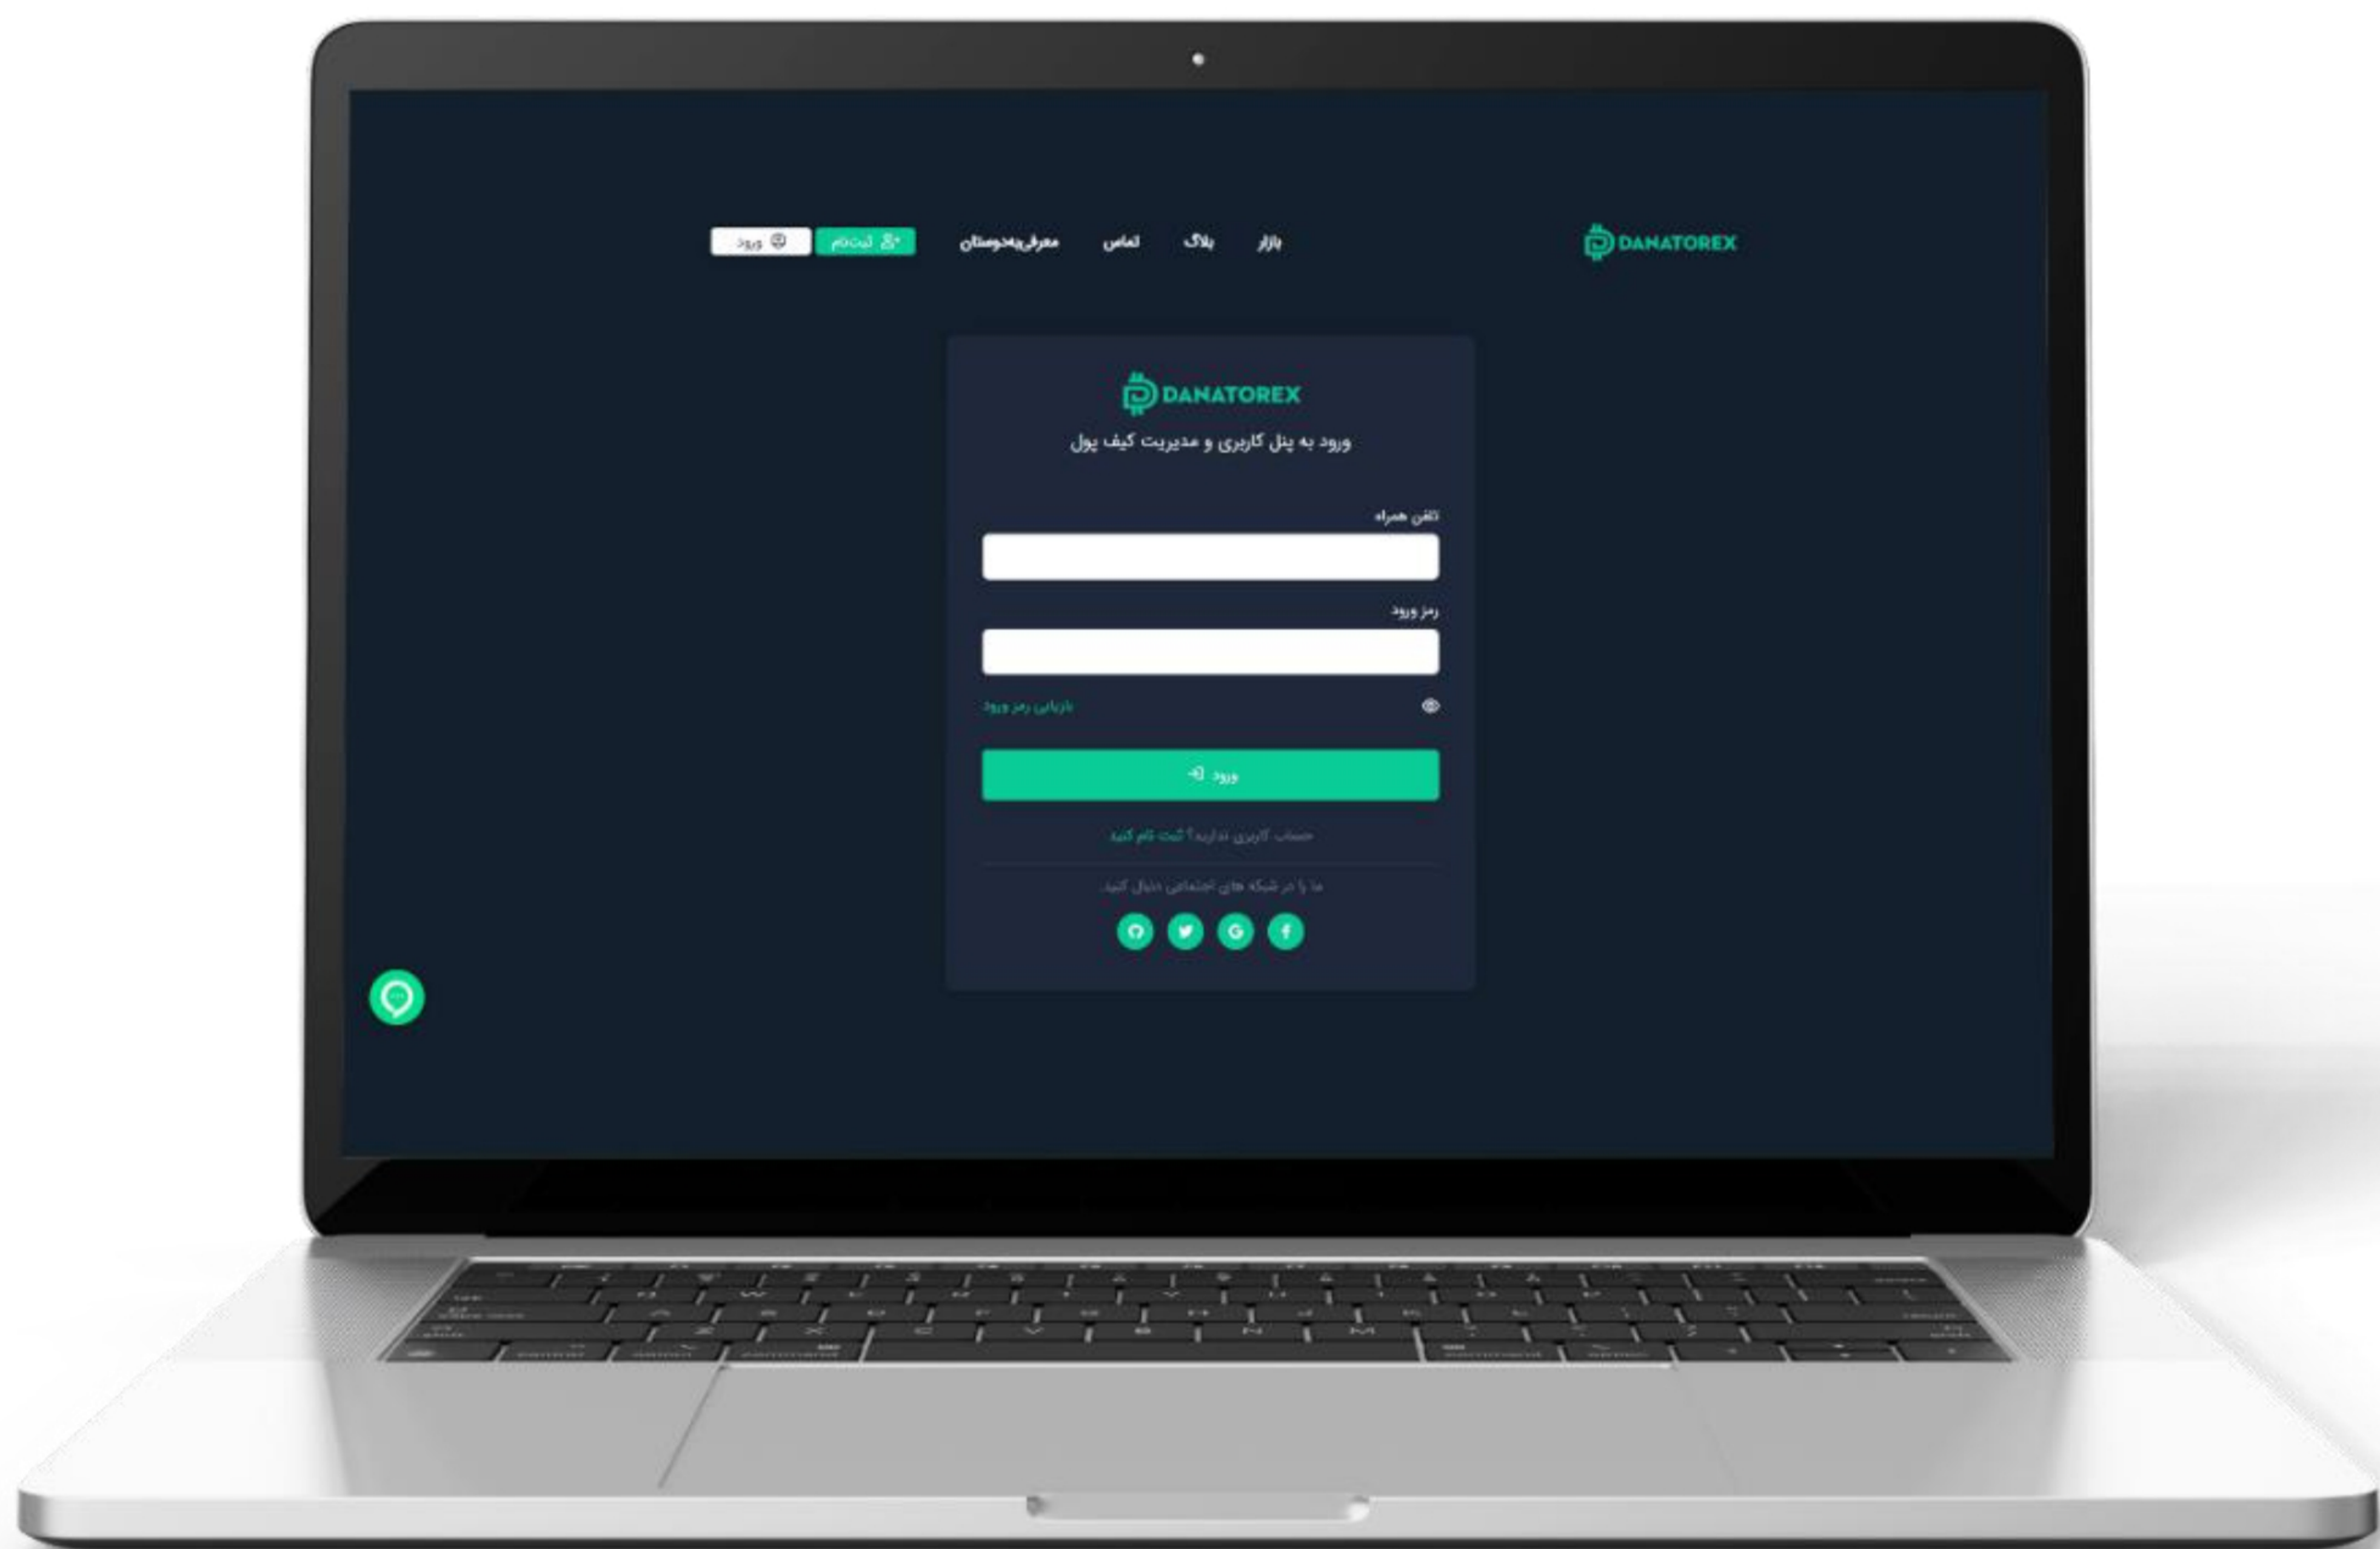 DANATOREX
بازار بلاگ تماس معرفی‌به‌دوستان ثبت‌نام ورود
DANATOREX
ورود به پنل کاربری و مدیریت کیف پول
تلفن همراه
رمز ورود
بازیابی رمز ورود
ورود
حساب کاربری ندارید؟ ثبت نام کنید
ما را در شبکه های اجتماعی دنبال کنید.